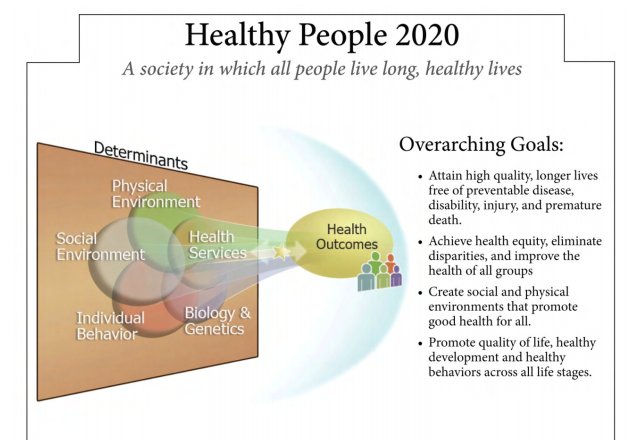 Healthy People 2020
A society in which all people live long, healthy lives
Determinants
Physical
Environment
Social
Environment
Health
Services
Individual
Behavior
Biology &
Genetics
Health
Outcomes
Overarching Goals:
• Attain high quality, longer lives
free of preventable disease,
disability, injury, and premature
death.
• Achieve health equity, eliminate
disparities, and improve the
health of all groups
• Create social and physical
environments that promote
good health for all.
• Promote quality of life, healthy
development and healthy
behaviors across all life stages.